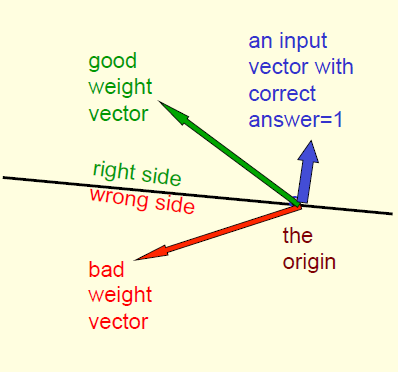 an input
vector with
correct
answer=1
good
weight
vector
right side
wrong side
the
origin
bad
weight
vector